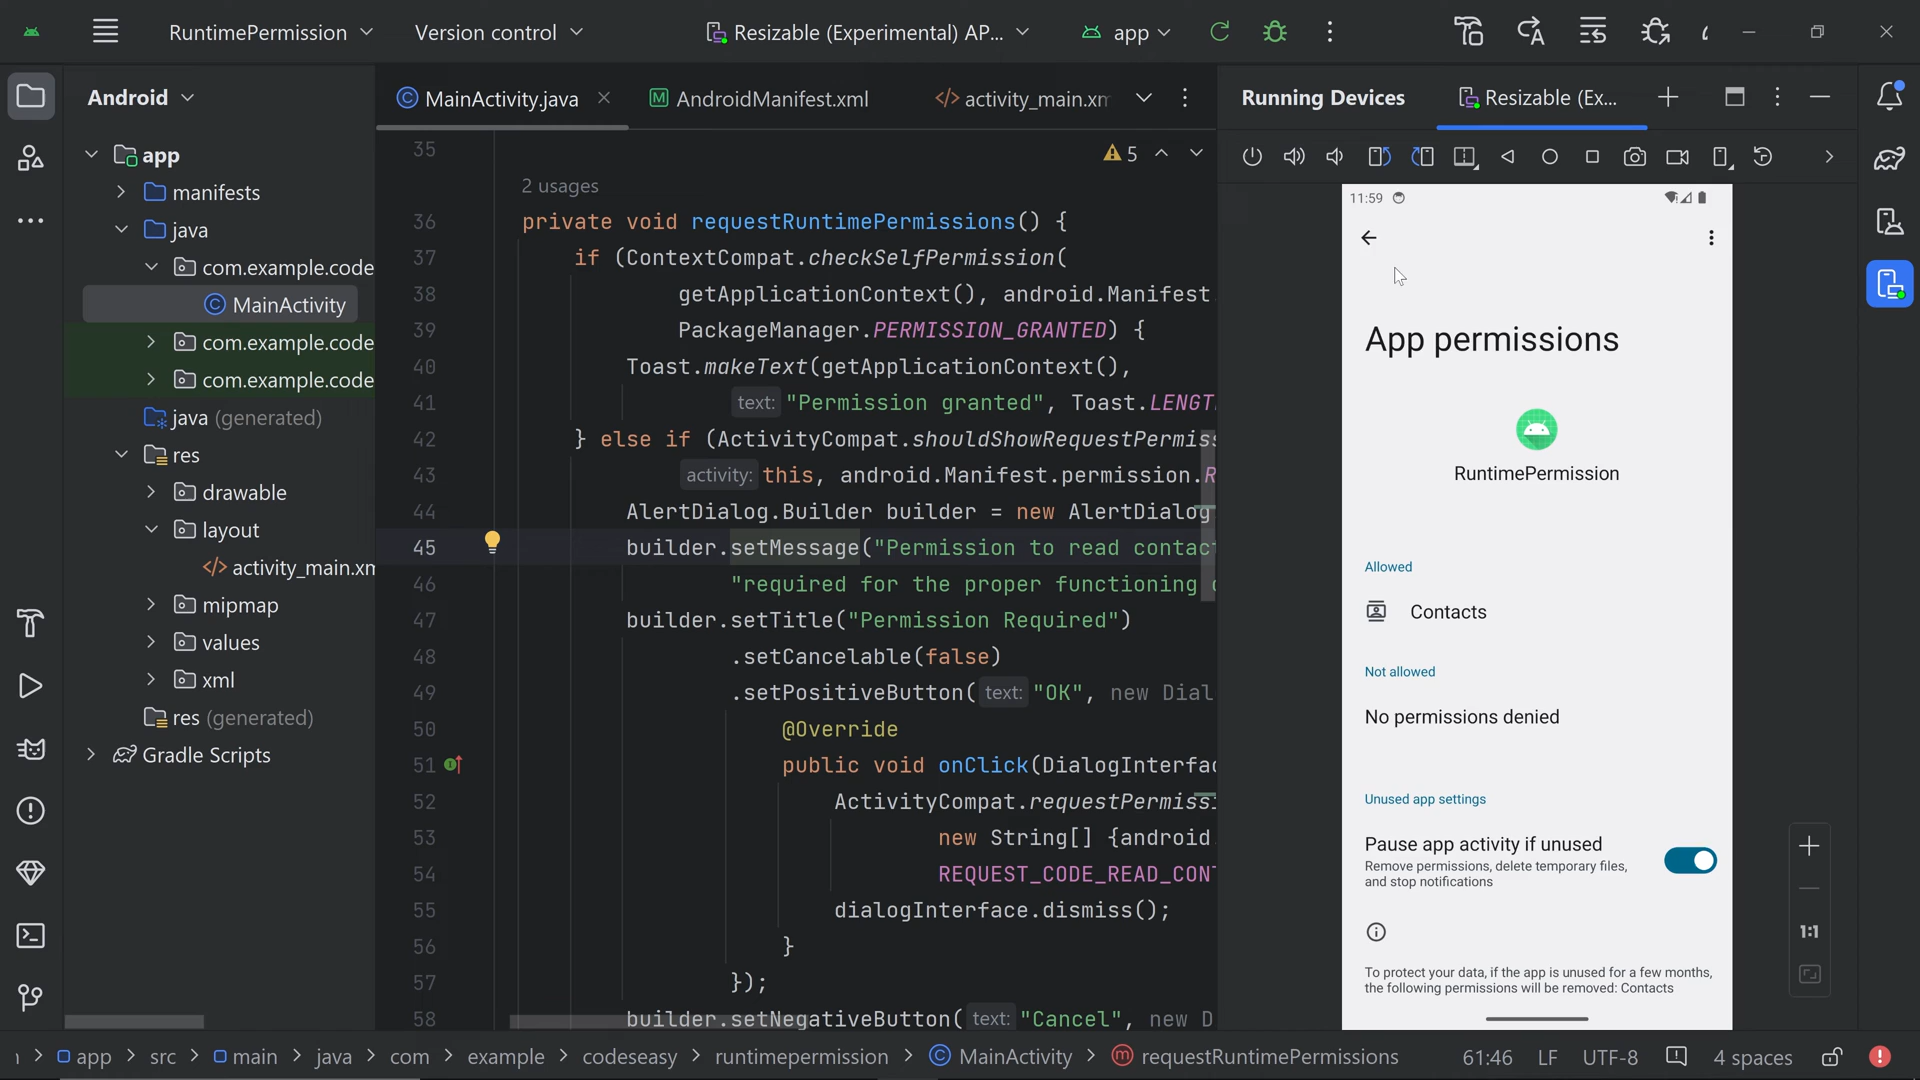 RuntimePermission
Version control
Resizable (Experimental) AP...
app
Android
app
manifests
java
com.example.code
MainActivity
com.example.code
com.example.code
java (generated)
res
drawable
layout
activity_main.xm
mipmap
values
xml
res (generated)
Gradle Scripts
MainActivity.java
AndroidManifest.xml
activity_main.xm
5
35
2 usages
36 private void requestRuntimePermissions() {
37 if (ContextCompat.checkSelfPermission(
38 getApplicationContext(), android.Manifest.
39 PackageManager.PERMISSION_GRANTED) {
40 Toast.makeText(getApplicationContext(),
41 text: "Permission granted", Toast.LENGT
42 } else if (ActivityCompat.shouldShowRequestPermiss
43 activity: this, android.Manifest.permission.R
44 AlertDialog.Builder builder = new AlertDialog
45 builder.setMessage("Permission to read contac
46 "required for the proper functioning
47 builder.setTitle("Permission Required")
48 .setCancelable(false)
49 .setPositiveButton( text: "OK", new Dial
50 @Override
51 public void onClick(DialogInterfac
52 ActivityCompat.requestPermissi
53 new String[] {android
54 REQUEST_CODE_READ_CONT
55 dialogInterface.dismiss();
56 }
57 });
58 builder.setNegativeButton( text: "Cancel", new D
Running Devices
Resizable (Ex...
11:59
App permissions
RuntimePermission
Allowed
Contacts
Not allowed
No permissions denied
Unused app settings
Pause app activity if unused
Remove permissions, delete temporary files,
and stop notifications
To protect your data, if the app is unused for a few months,
the following permissions will be removed: Contacts
1:1
app > src > main > java > com > example > codeseasy > runtimepermission > MainActivity > requestRuntimePermissions
61:46 LF UTF-8 4 spaces